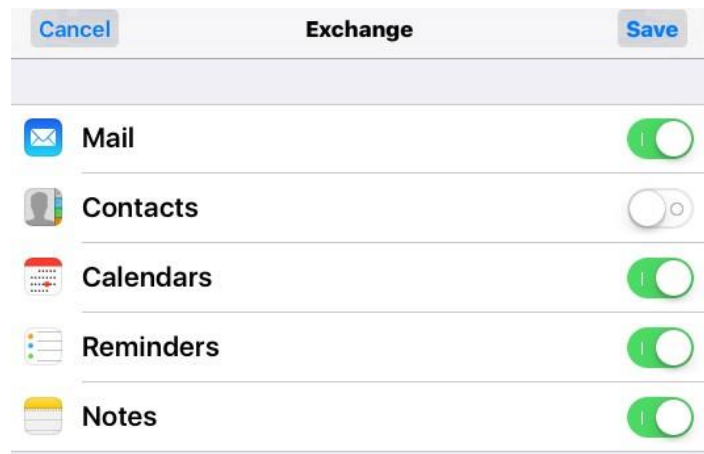 Cancel Exchange Save
Mail
Contacts
Calendars
Reminders
Notes